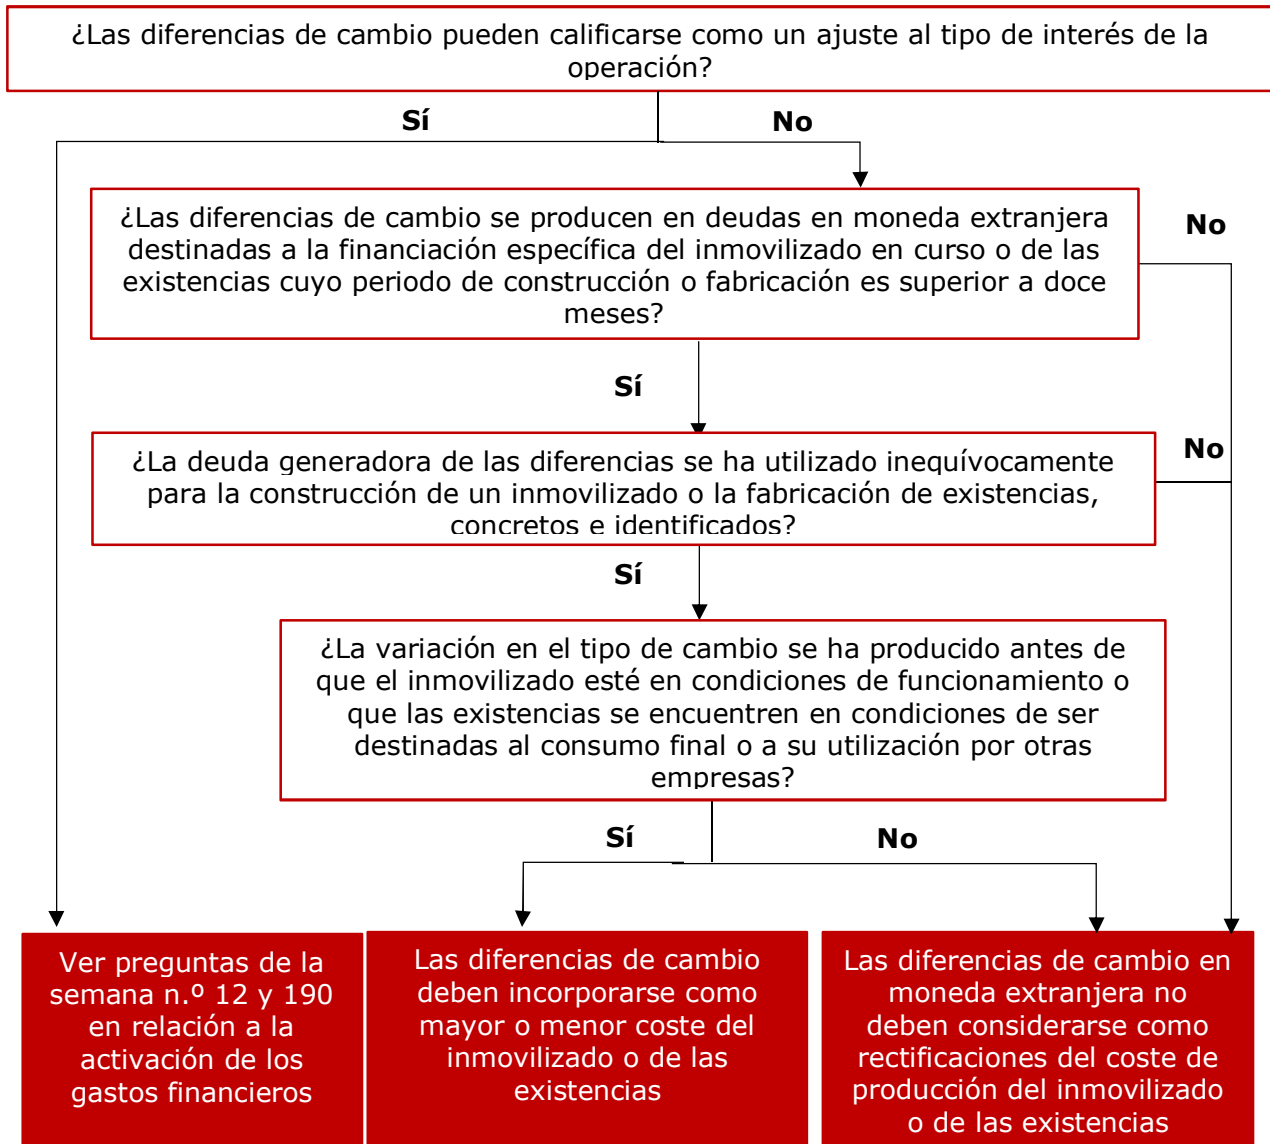 ¿Las diferencias de cambio pueden calificarse como un ajuste al tipo de interés de la
operación?
Sí
No
¿Las diferencias de cambio se producen en deudas en moneda extranjera
destinadas a la financiación específica del inmovilizado en curso o de las
existencias cuyo periodo de construcción o fabricación es superior a doce
meses?
No
Sí
¿La deuda generadora de las diferencias se ha utilizado inequívocamente
para la construcción de un inmovilizado o la fabricación de existencias,
concretos e identificados?
No
Sí
¿La variación en el tipo de cambio se ha producido antes de
que el inmovilizado esté en condiciones de funcionamiento o
que las existencias se encuentren en condiciones de ser
destinadas al consumo final o a su utilización por otras
empresas?
Sí
No
Ver preguntas de la
semana n.º 12 y 190
en relación a la
activación de los
gastos financieros
Las diferencias de cambio
deben incorporarse como
mayor o menor coste del
inmovilizado o de las
existencias
Las diferencias de cambio en
moneda extranjera no
deben considerarse como
rectificaciones del coste de
producción del inmovilizado
o de las existencias